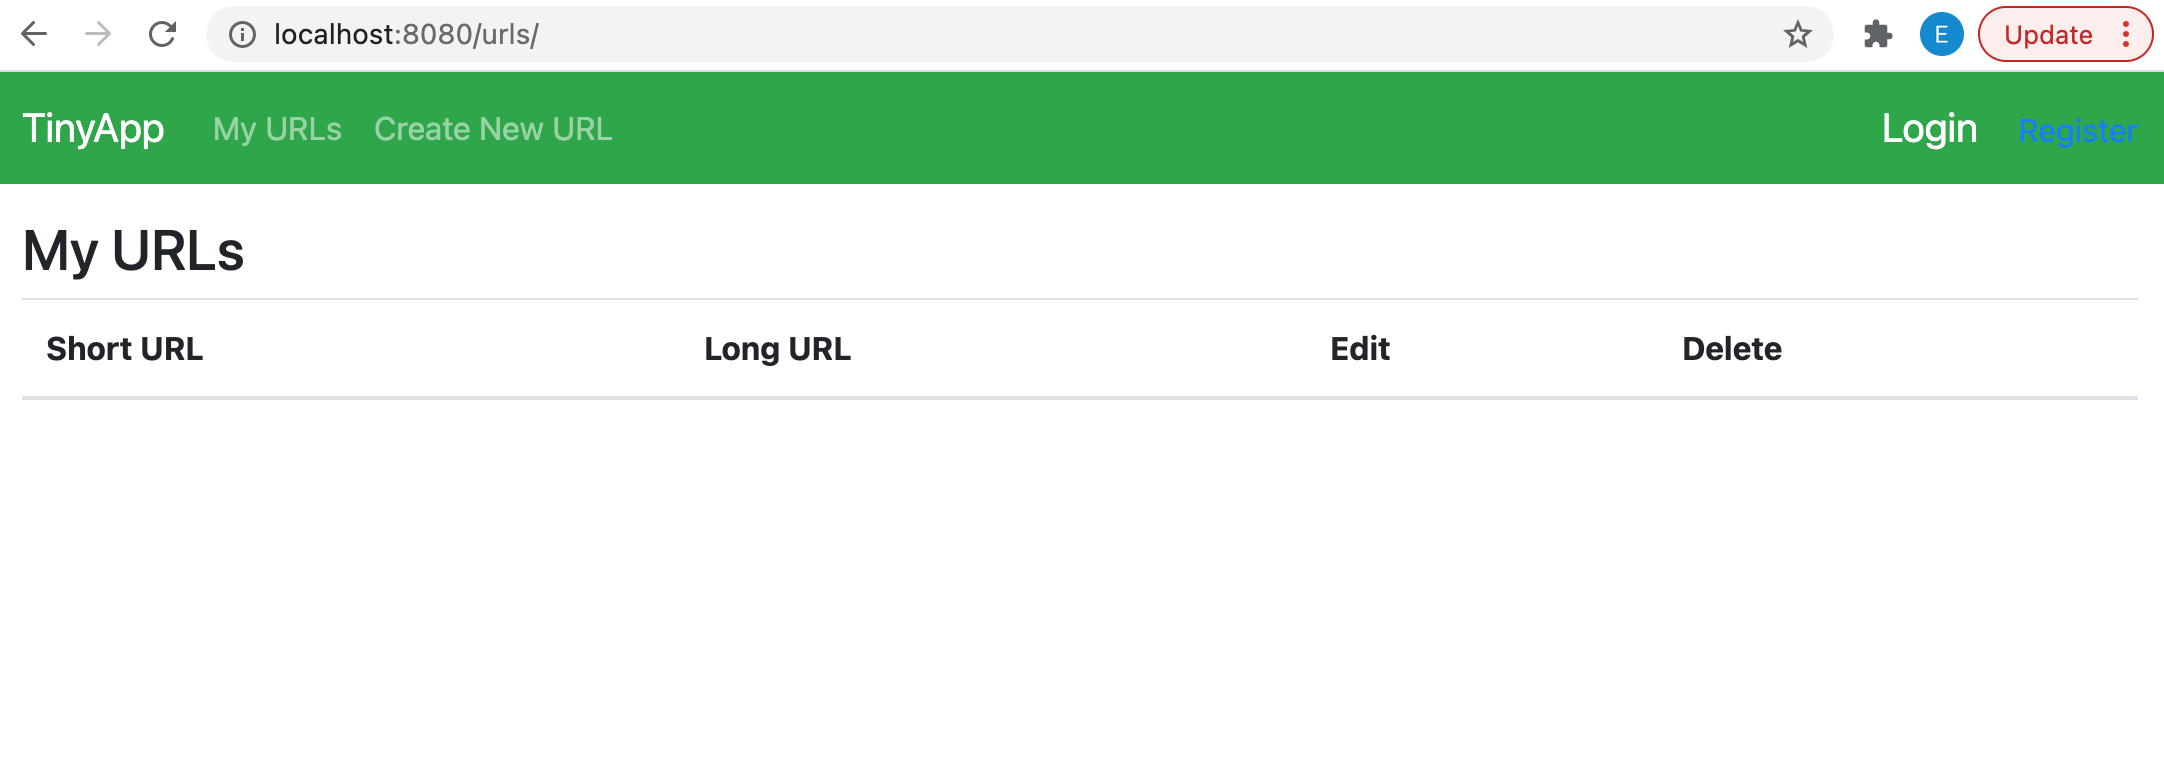 localhost:8080/urls/ E Update
TinyApp My URLs Create New URL Login Register
My URLs
Short URL Long URL Edit Delete